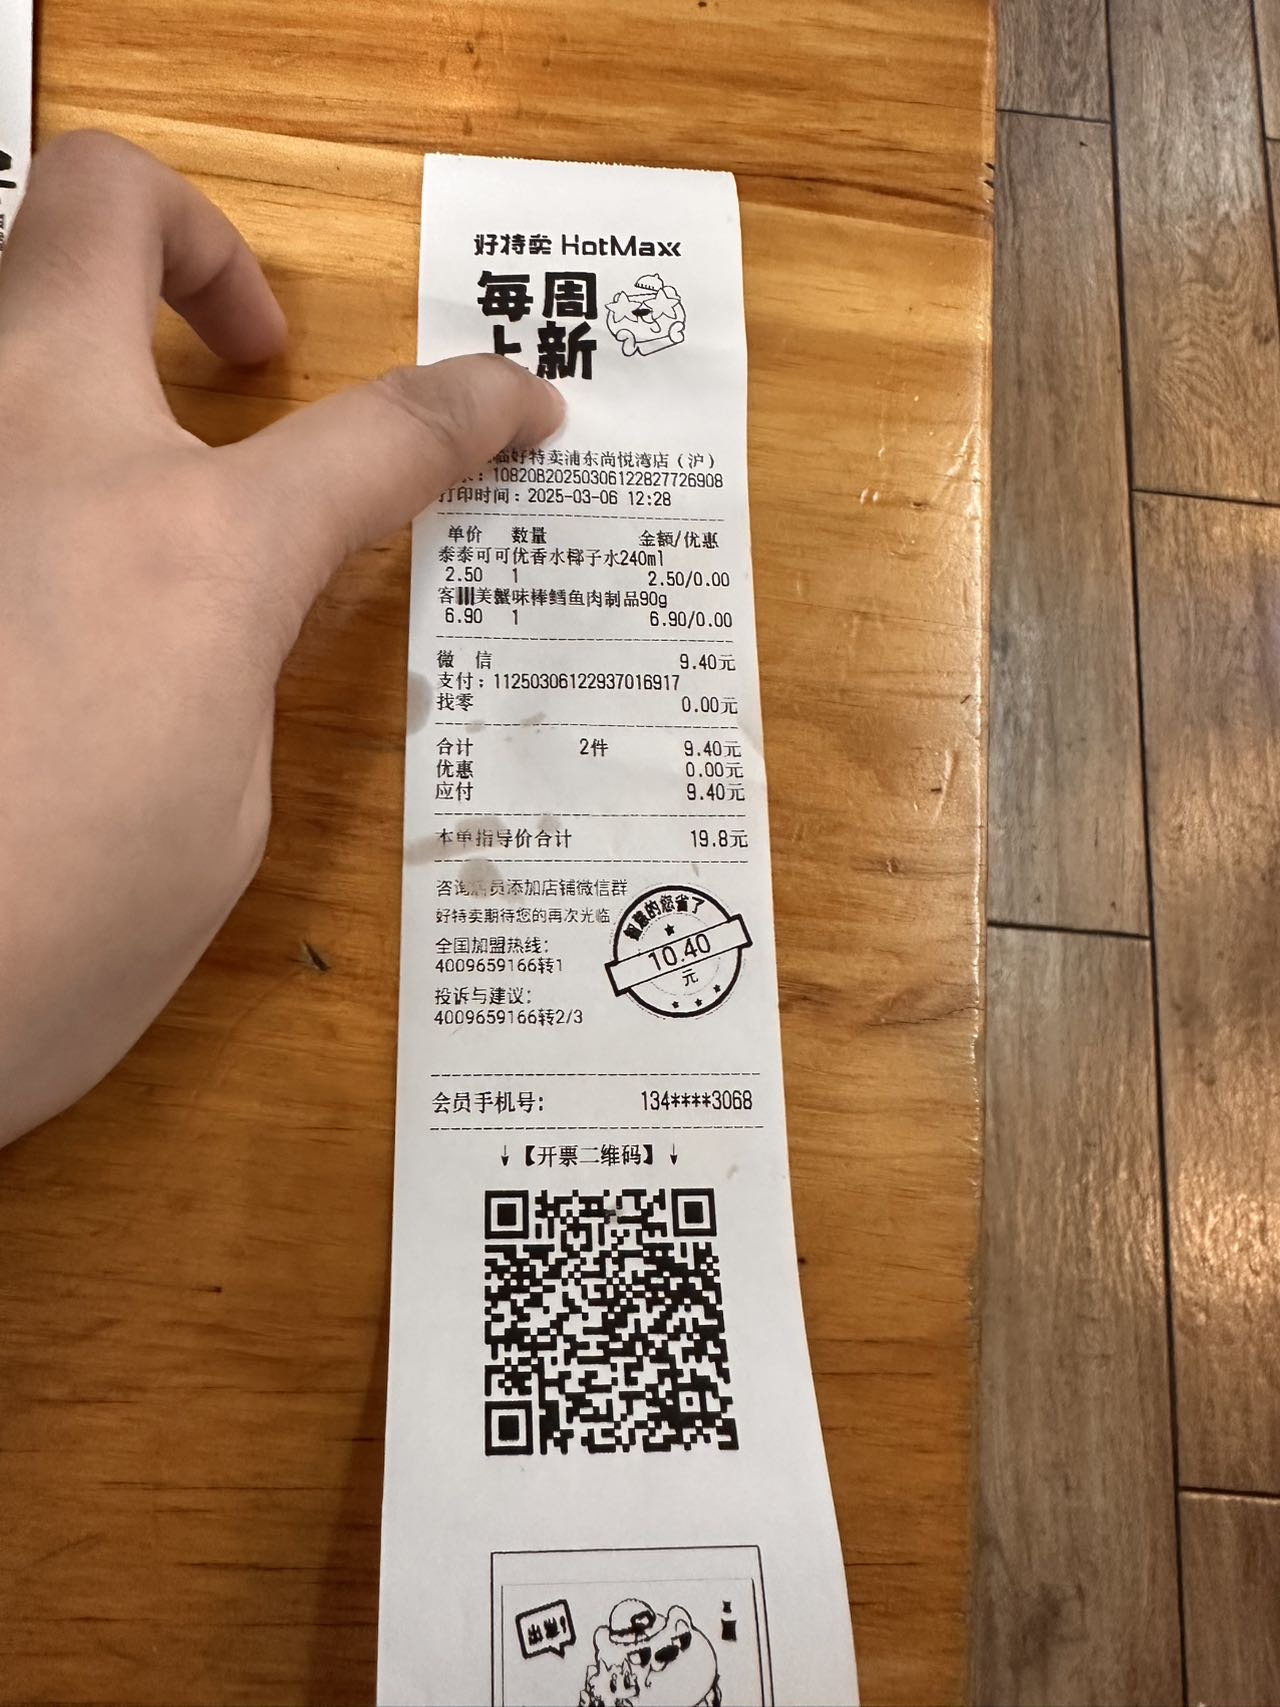 好特卖 HotMaxx
每周
上新
临好特卖浦东尚悦湾店（沪）
：10820B20250306122827726908
打印时间：2025-03-06 12:28
单价 数量 金额/优惠
泰泰可可优香水椰子水240ml
2.50 1 2.50/0.00
客美蟹味棒鳕鱼肉制品90g
6.90 1 6.90/0.00
微 信 9.40元
支付：11250306122937016917
找零 0.00元
合计 2件 9.40元
优惠 0.00元
应付 9.40元
本单指导价合计 19.8元
咨询店员添加店铺微信群
好特卖期待您的再次光临
全国加盟热线：
4009659166转1
投诉与建议：
4009659166转2/3
智慧的您省了
10.40
元
会员手机号: 134****3068
↓【开票二维码】↓